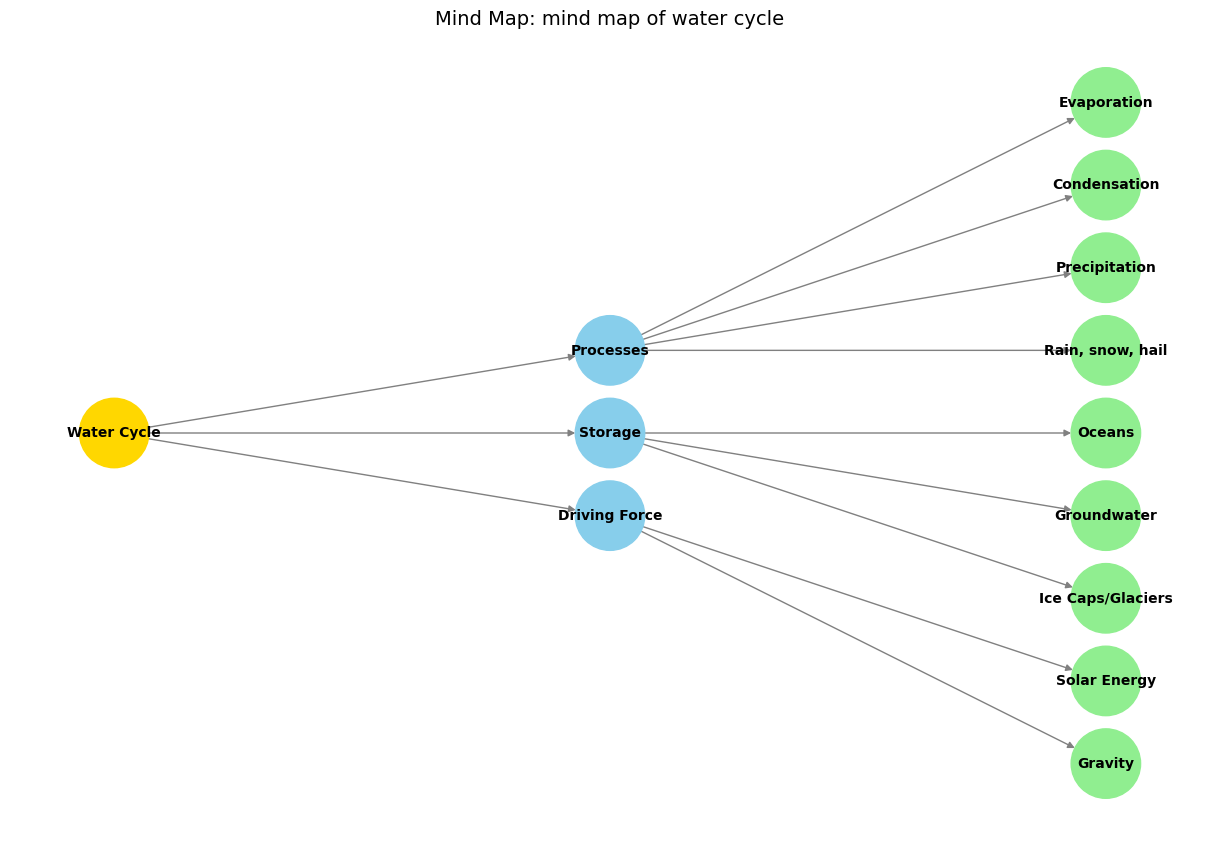 Mind Map: mind map of water cycle
Evaporation
Condensation
Precipitation
Processes
Rain, snow, hail
Water Cycle
Storage
Oceans
Driving Force
Groundwater
Ice Caps/Glaciers
Solar Energy
Gravity